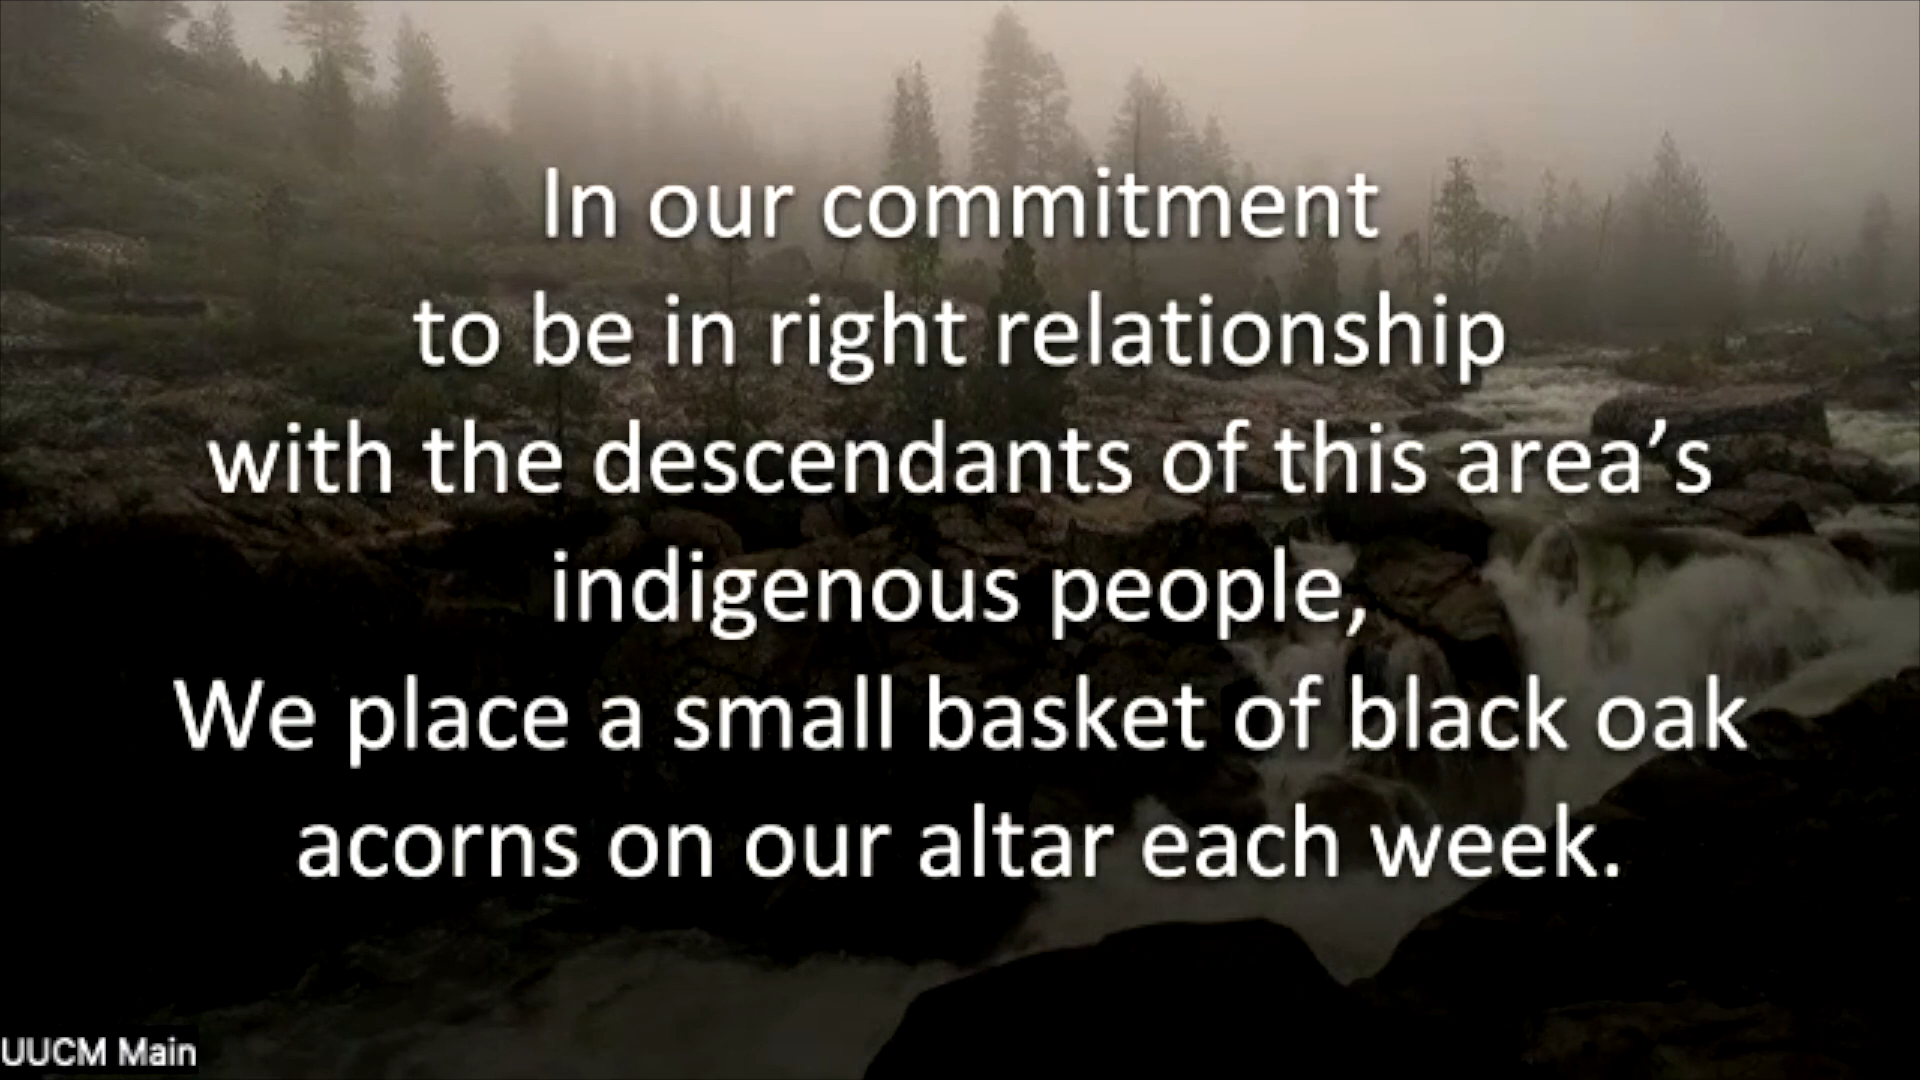 In our commitment
to be in right relationship
with the descendants of this area’s
indigenous people,
We place a small basket of black oak
acorns on our altar each week.
UUCM Main